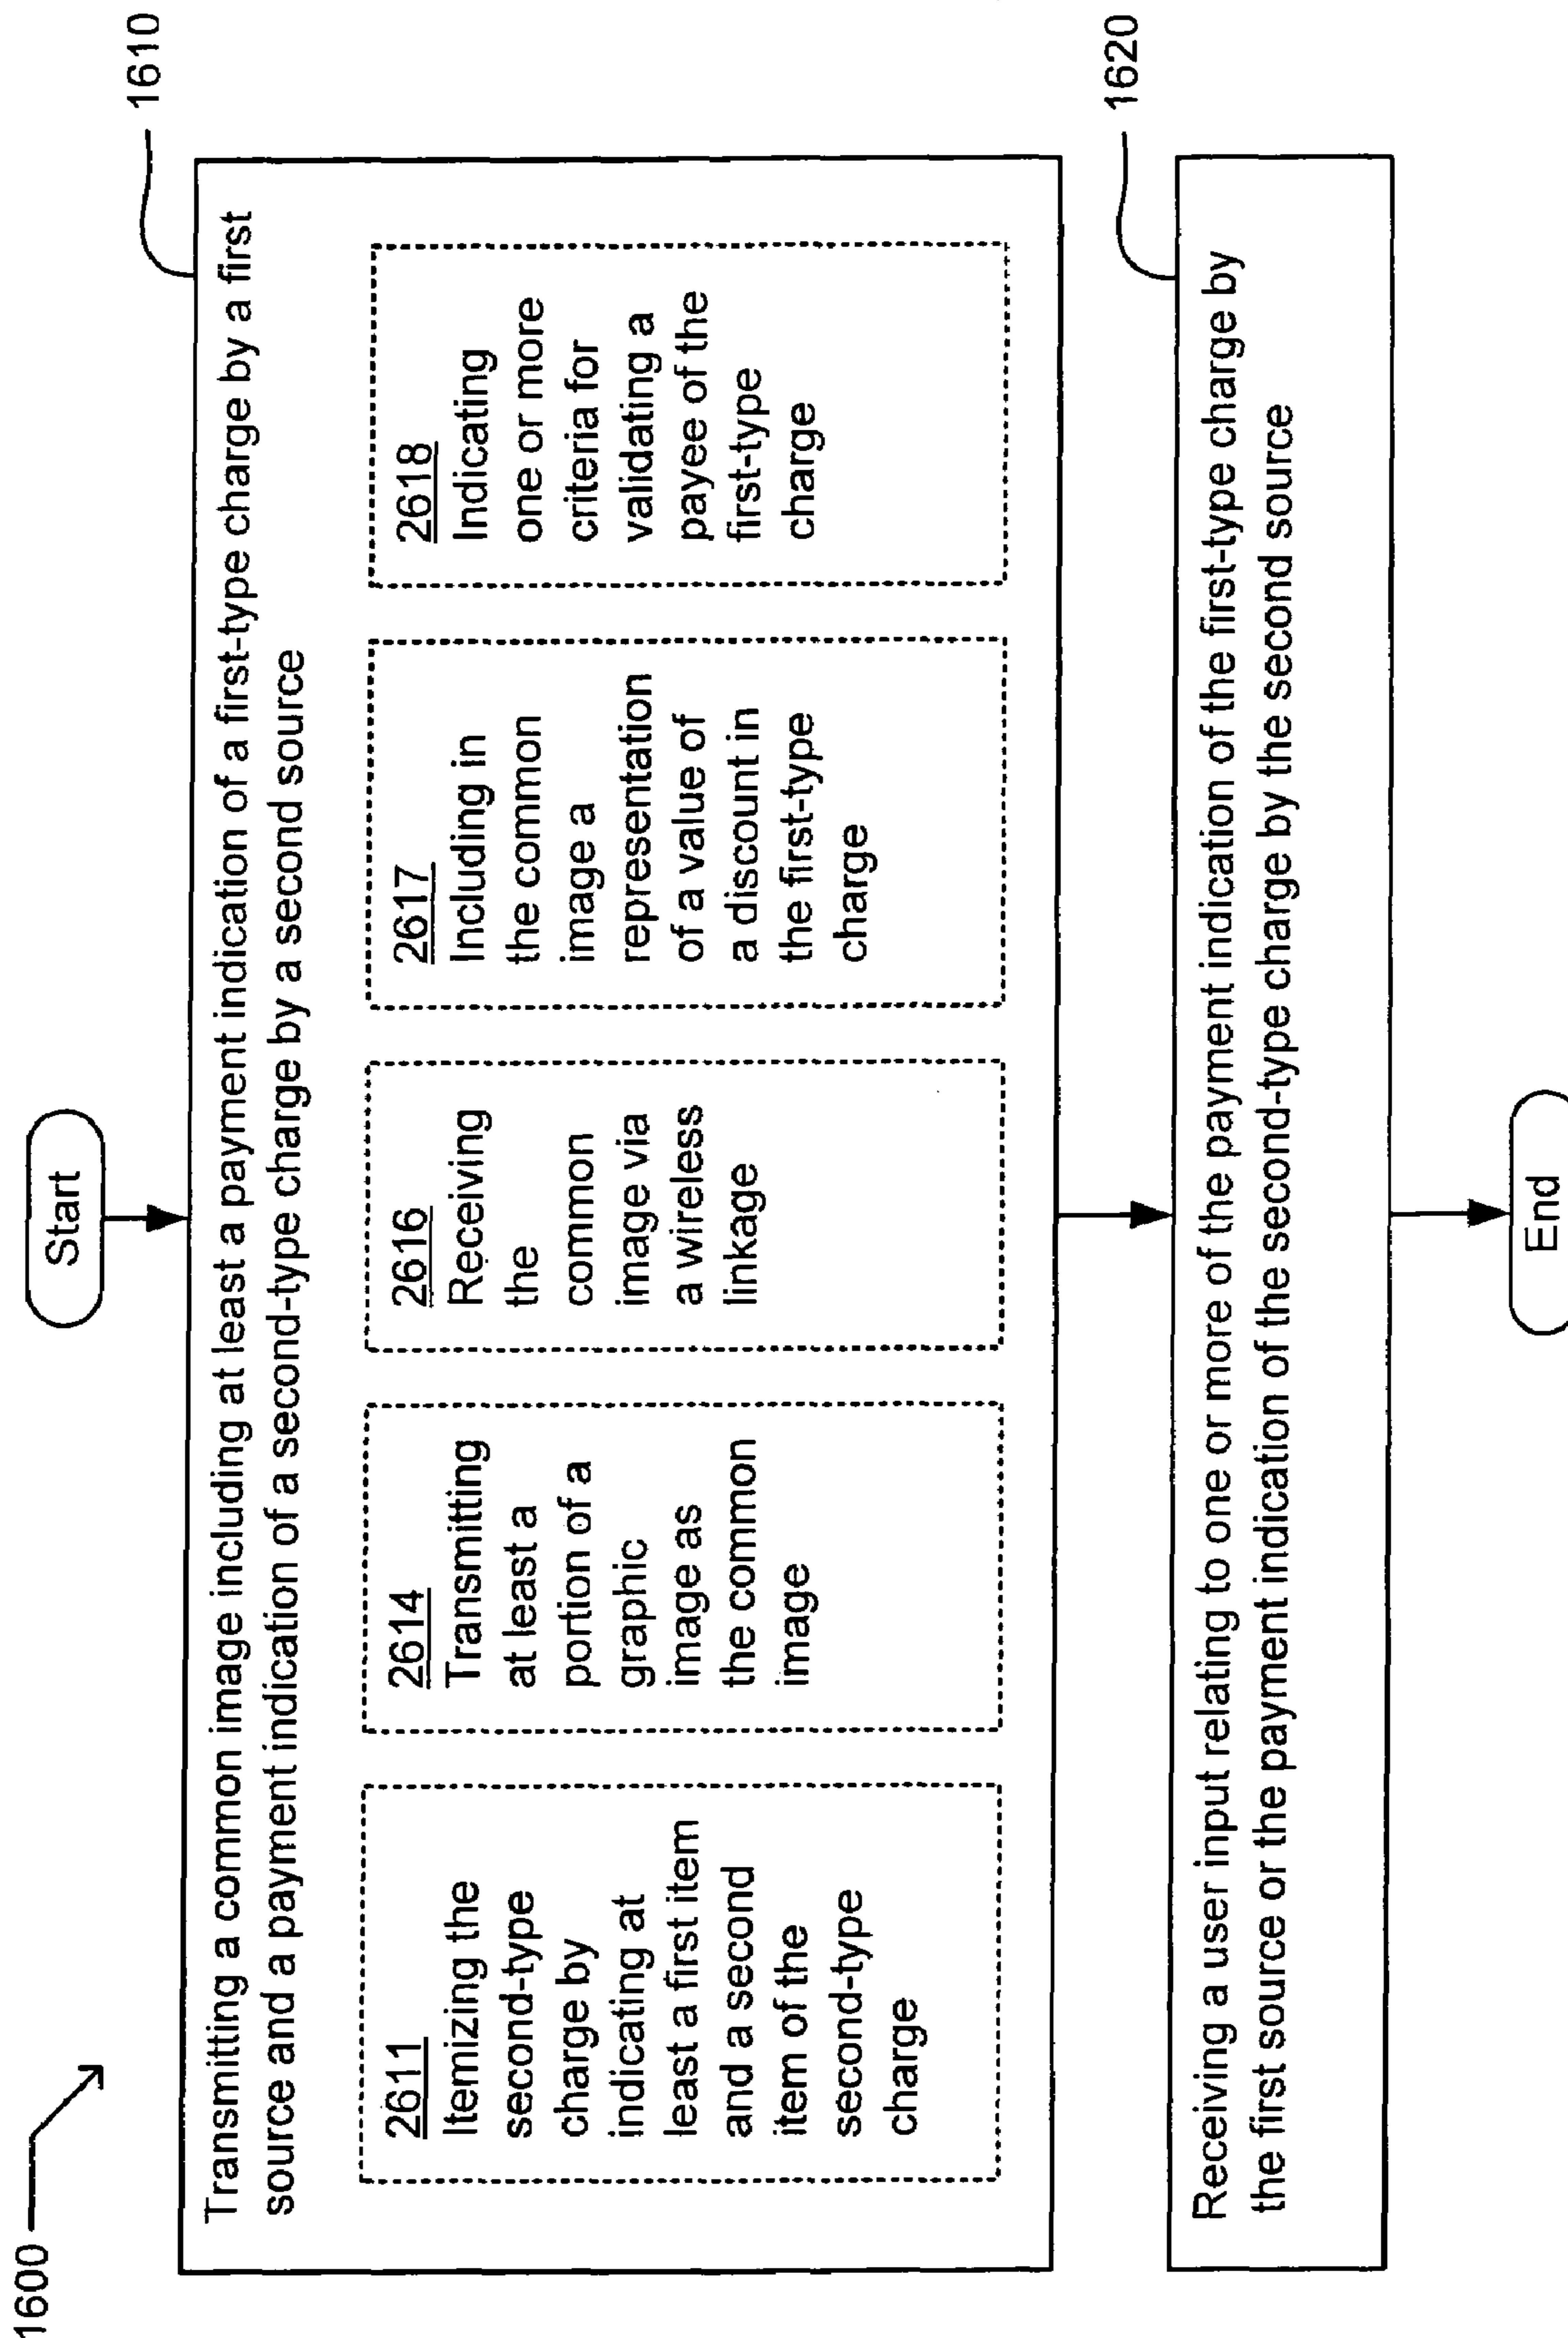 1600
Start
1610
Transmitting a common image including at least a payment indication of a first-type charge by a first
source and a payment indication of a second-type charge by a second source
2611
Itemizing the
second-type
charge by
indicating at
least a first item
and a second
item of the
second-type
charge
2614
Transmitting
at least a
portion of a
graphic
image as
the common
image
2616
Receiving
the
common
image via
a wireless
linkage
2617
Including in
the common
image a
representation
of a value of
a discount in
the first-type
charge
2618
Indicating
one or more
criteria for
validating a
payee of the
first-type
charge
1620
Receiving a user input relating to one or more of the payment indication of the first-type charge by
the first source or the payment indication of the second-type charge by the second source
End